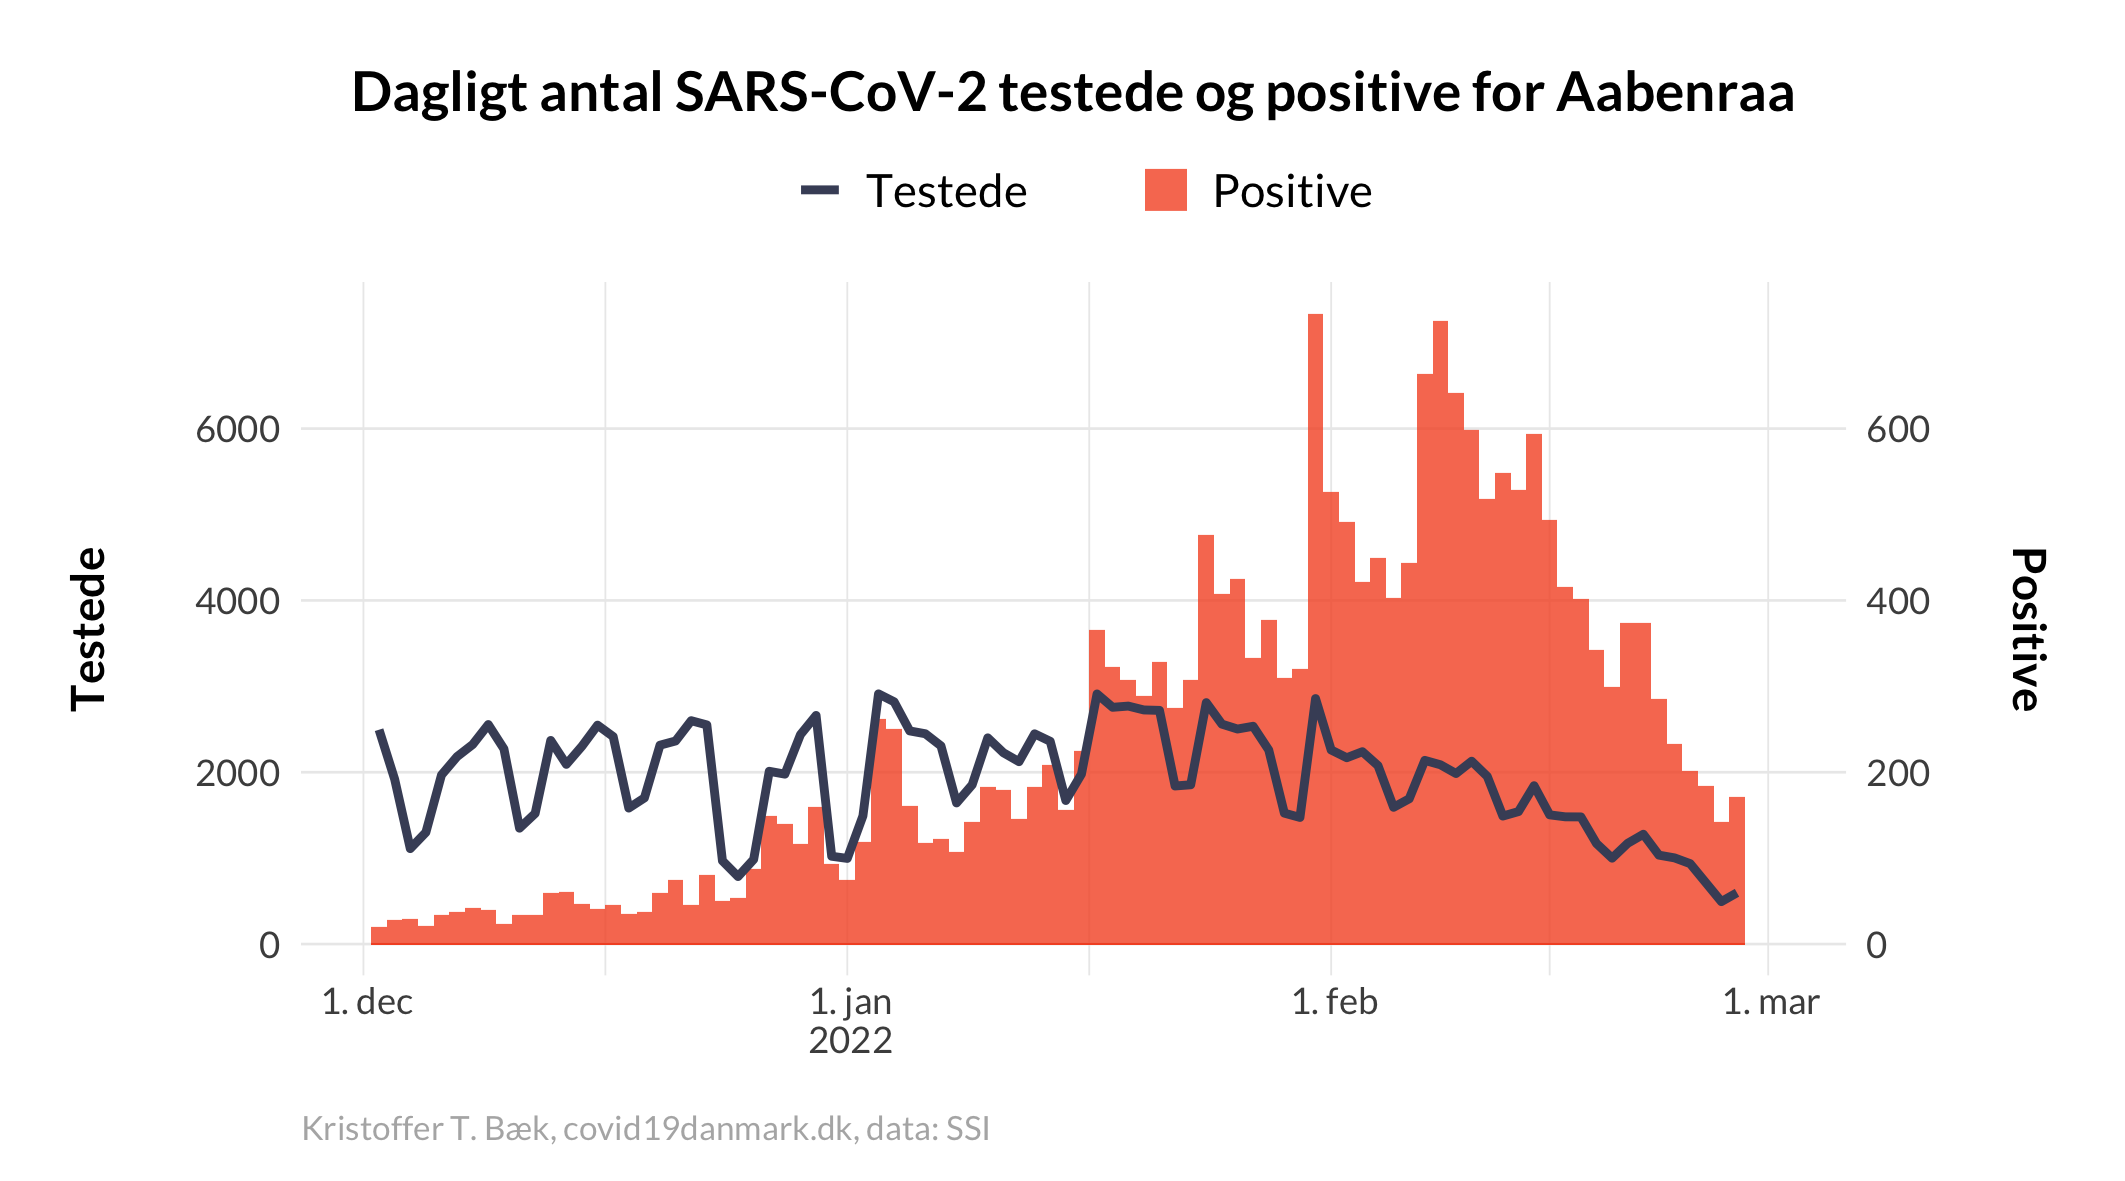 Dagligt antal SARS-CoV-2 testede og positive for Aabenraa
Testede
Positive
6000
4000
2000
0
Testede
600
400
200
0
Positive
1. dec
1. jan
2022
1. feb
1. mar
Kristoffer T. Bæk, covid19danmark.dk, data: SSI